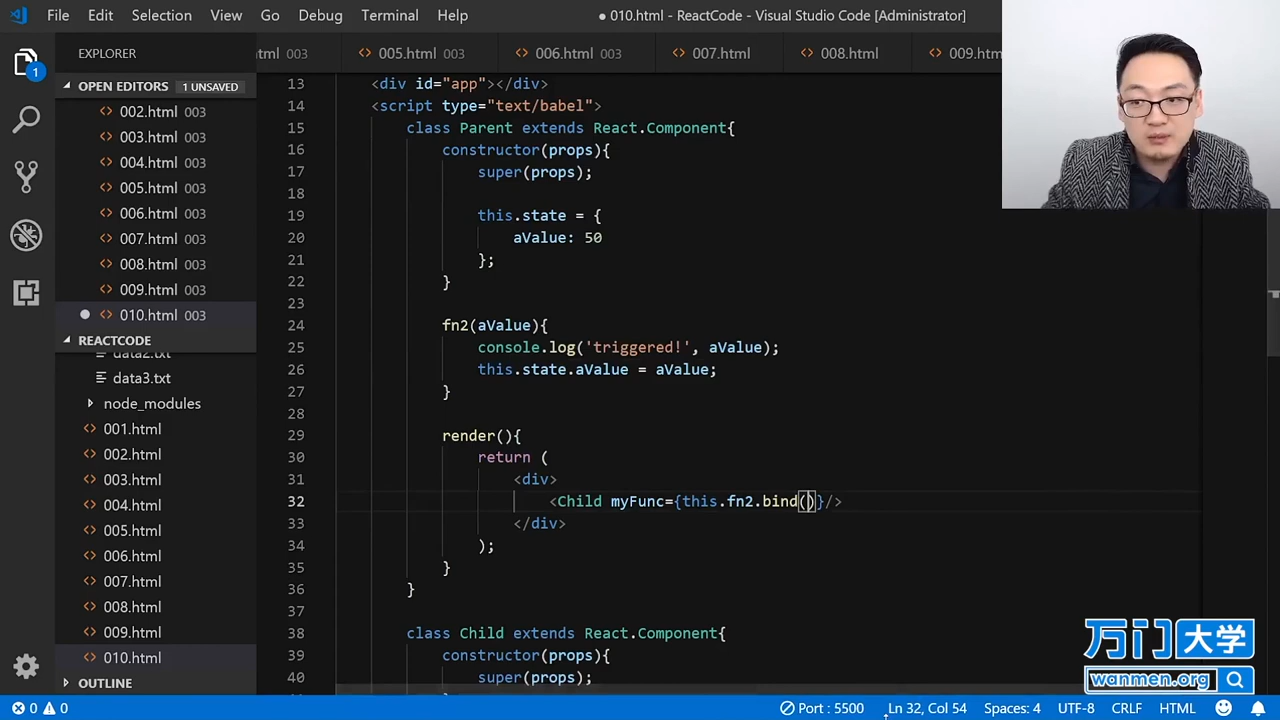 File Edit Selection View Go Debug Terminal Help
● 010.html - ReactCode - Visual Studio Code [Administrator]
EXPLORER
html 003
<> 005.html 003
<> 006.html 003
<> 007.html
<> 008.html
<> 009.htm
1
OPEN EDITORS 1 UNSAVED
<> 002.html 003
<> 003.html 003
<> 004.html 003
<> 005.html 003
<> 006.html 003
<> 007.html 003
<> 008.html 003
<> 009.html 003
● <> 010.html 003
REACTCODE
data2.txt
data3.txt
node_modules
<> 001.html
<> 002.html
<> 003.html
<> 004.html
<> 005.html
<> 006.html
<> 007.html
<> 008.html
<> 009.html
<> 010.html
OUTLINE
13 <div id="app"></div>
14 <script type="text/babel">
15 class Parent extends React.Component{
16 constructor(props){
17 super(props);
18
19 this.state = {
20 aValue: 50
21 };
22 }
23
24 fn2(aValue){
25 console.log('triggered!', aValue);
26 this.state.aValue = aValue;
27 }
28
29 render(){
30 return (
31 <div>
32 <Child myFunc={this.fn2.bind()}/>
33 </div>
34 );
35 }
36 }
37
38 class Child extends React.Component{
39 constructor(props){
40 super(props);
万门大学
wanmen.org
0 0
Port : 5500
Ln 32, Col 54
Spaces: 4
UTF-8
CRLF
HTML